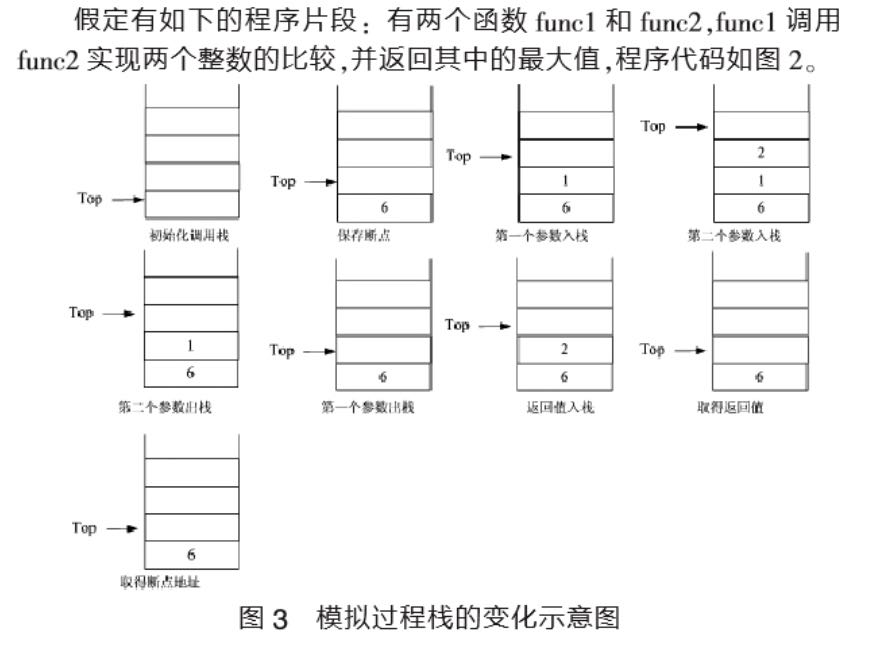 假定有如下的程序片段：有两个函数 func1 和 func2,func1 调用
func2 实现两个整数的比较,并返回其中的最大值,程序代码如图 2。
Top
初始化调用栈
Top
6
保存断点
Top
1
6
第一个参数入栈
Top
2
1
6
第二个参数入栈
Top
1
6
第二个参数出栈
Top
6
第一个参数出栈
Top
2
6
返回值入栈
Top
6
取得返回值
Top
6
取得断点地址
图 3 模拟过程栈的变化示意图